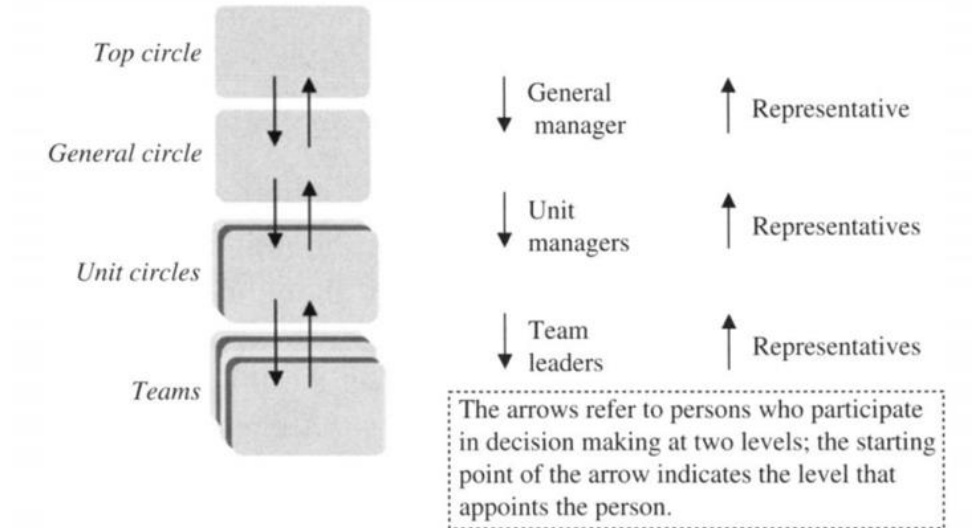 Top circle
General
manager
Representative
General circle
Unit
managers
Representatives
Unit circles
Team
leaders
Representatives
Teams
The arrows refer to persons who participate
in decision making at two levels; the starting
point of the arrow indicates the level that
appoints the person.